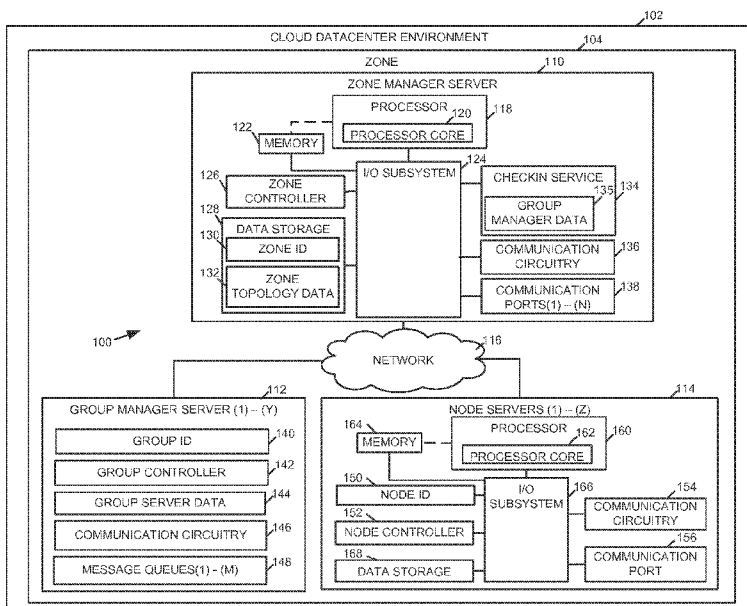 102
CLOUD DATACENTER ENVIRONMENT
104
ZONE
110
ZONE MANAGER SERVER
PROCESSOR
118
120
PROCESSOR CORE
122
MEMORY
124
I/O SUBSYSTEM
126
ZONE
CONTROLLER
128
DATA STORAGE
130
ZONE ID
132
ZONE
TOPOLOGY DATA
CHECKIN SERVICE
135
134
GROUP
MANAGER DATA
136
COMMUNICATION
CIRCUITRY
138
COMMUNICATION
PORTS(1) – (N)
100
116
NETWORK
112
GROUP MANAGER SERVER (1) – (Y)
GROUP ID
140
GROUP CONTROLLER
142
GROUP SERVER DATA
144
COMMUNICATION CIRCUITRY
146
MESSAGE QUEUES(1) - (M)
148
114
NODE SERVERS (1) – (Z)
PROCESSOR
164
MEMORY
162
160
PROCESSOR CORE
150
NODE ID
I/O
SUBSYSTEM
166
152
NODE CONTROLLER
168
DATA STORAGE
154
COMMUNICATION
CIRCUITRY
156
COMMUNICATION
PORT